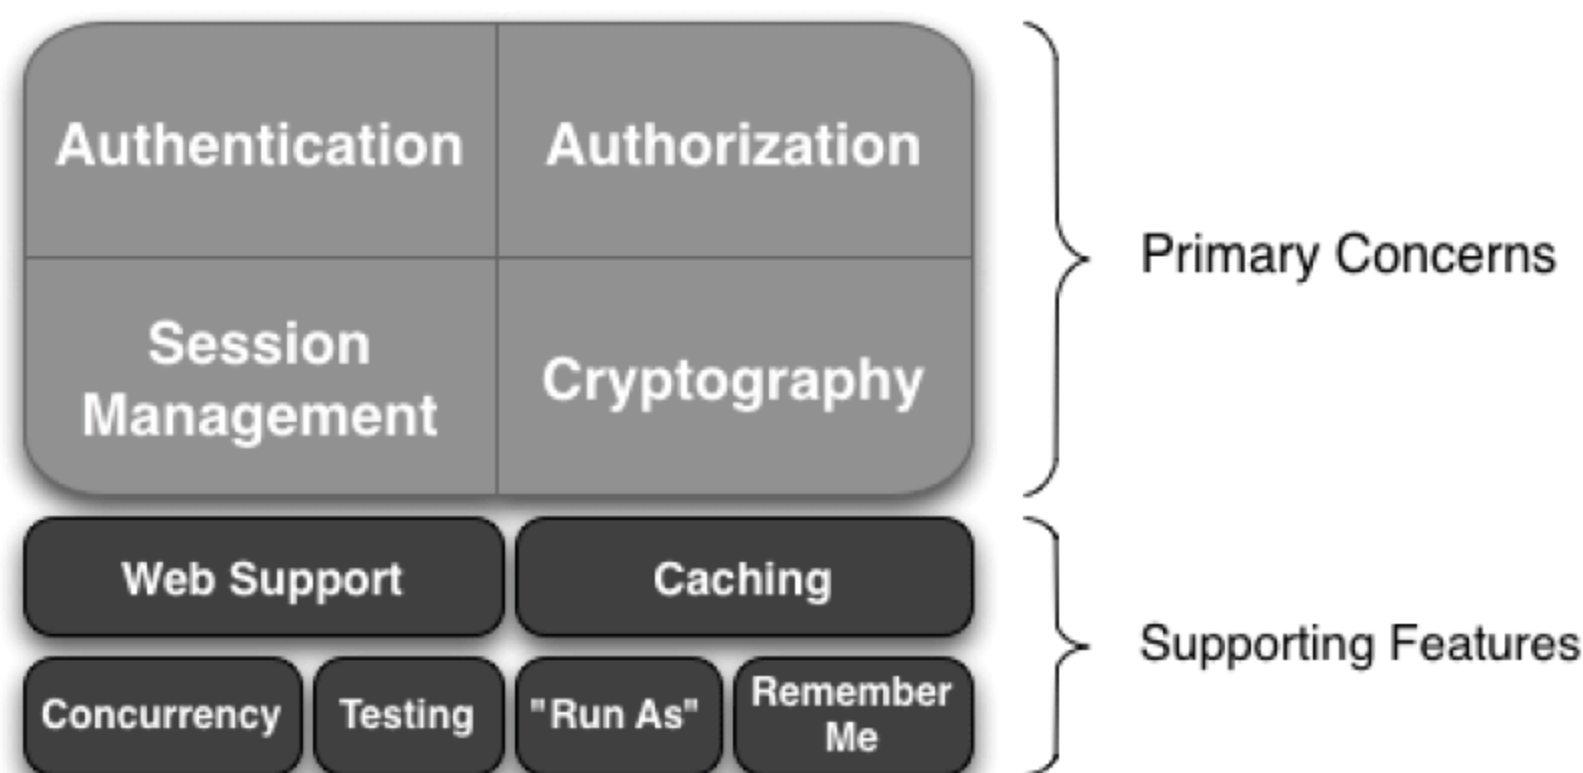 Authentication
Authorization
Session
Management
Cryptography
Primary Concerns
Web Support
Caching
Concurrency
Testing
"Run As"
Remember
Me
Supporting Features